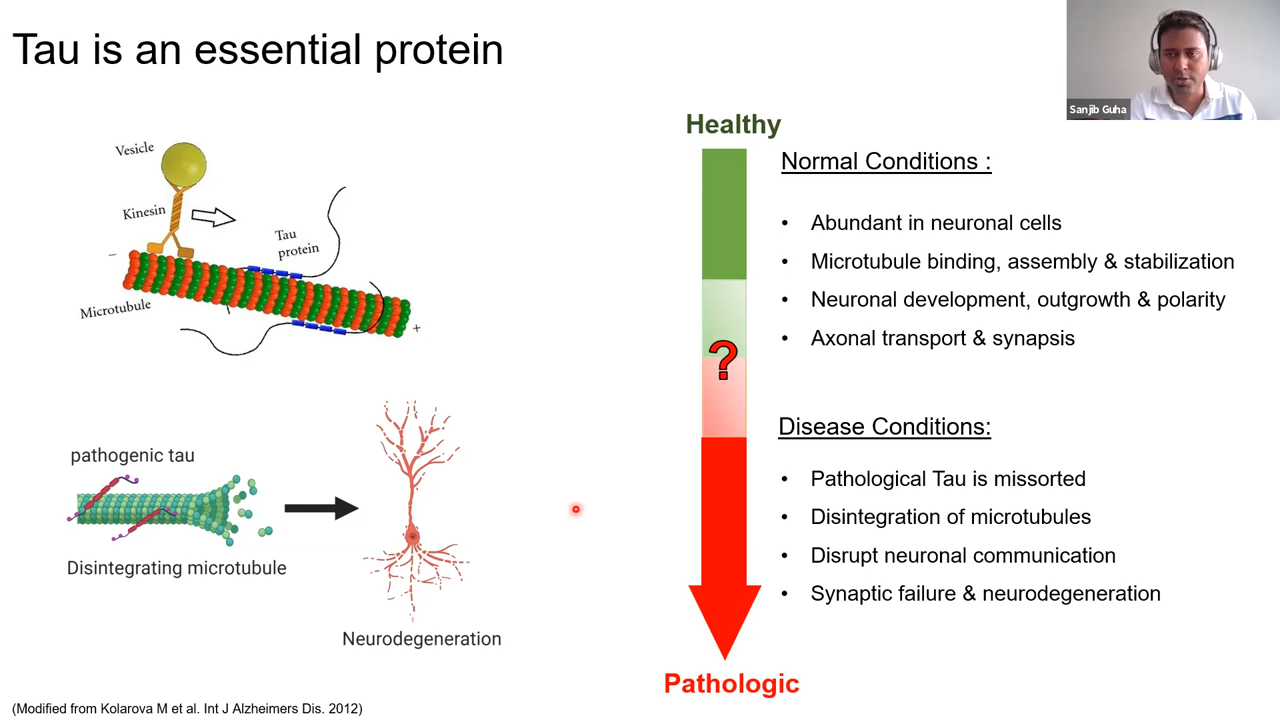 Tau is an essential protein
Sanjib Guha
Vesicle
Kinesin
Tau
protein
−
Microtubule
+
pathogenic tau
Disintegrating microtubule
Neurodegeneration
Healthy
?
Pathologic
Normal Conditions :
• Abundant in neuronal cells
• Microtubule binding, assembly & stabilization
• Neuronal development, outgrowth & polarity
• Axonal transport & synapsis
Disease Conditions:
• Pathological Tau is missorted
• Disintegration of microtubules
• Disrupt neuronal communication
• Synaptic failure & neurodegeneration
(Modified from Kolarova M et al. Int J Alzheimers Dis. 2012)